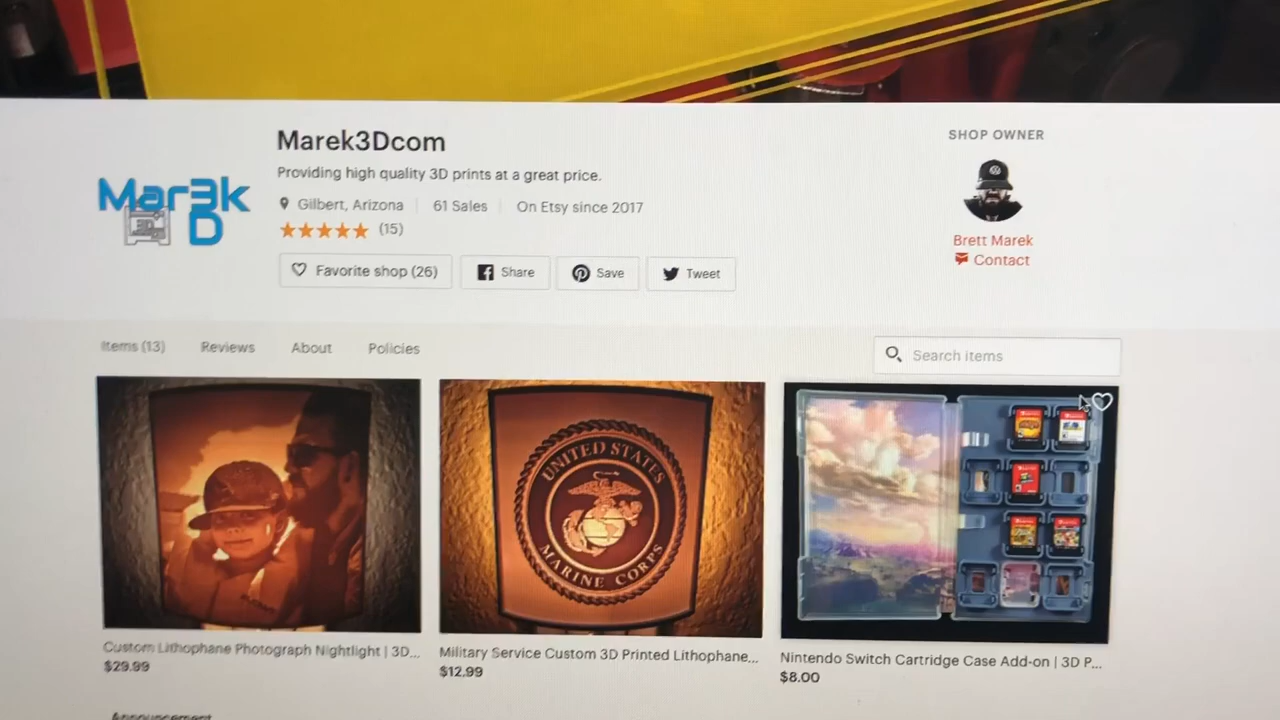 Marek3Dcom
Providing high quality 3D prints at a great price.
Gilbert, Arizona
61 Sales
On Etsy since 2017
(15)
Favorite shop (26)
Share
Save
Tweet
Mar3k
D
3D
SHOP OWNER
Brett Marek
Contact
Items (13)
Reviews
About
Policies
Search items
UNITED STATES
MARINE CORPS
Custom Lithophane Photograph Nightlight | 3D...
$29.99
Military Service Custom 3D Printed Lithophane...
$12.99
Nintendo Switch Cartridge Case Add-on | 3D P...
$8.00
Announcement